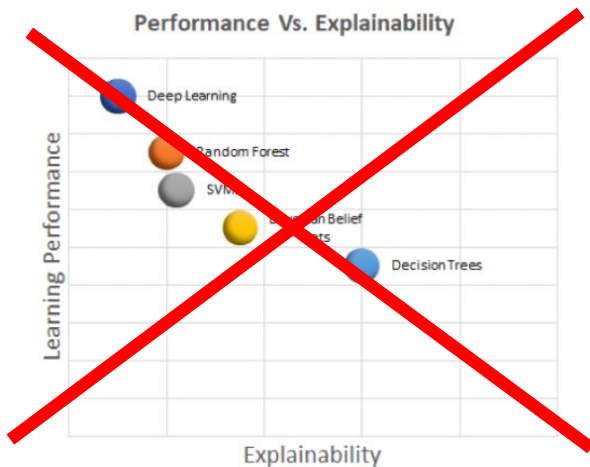 Performance Vs. Explainability
Deep Learning
Random Forest
SVM
Belief
Decision Trees
Learning Performance
Explainability